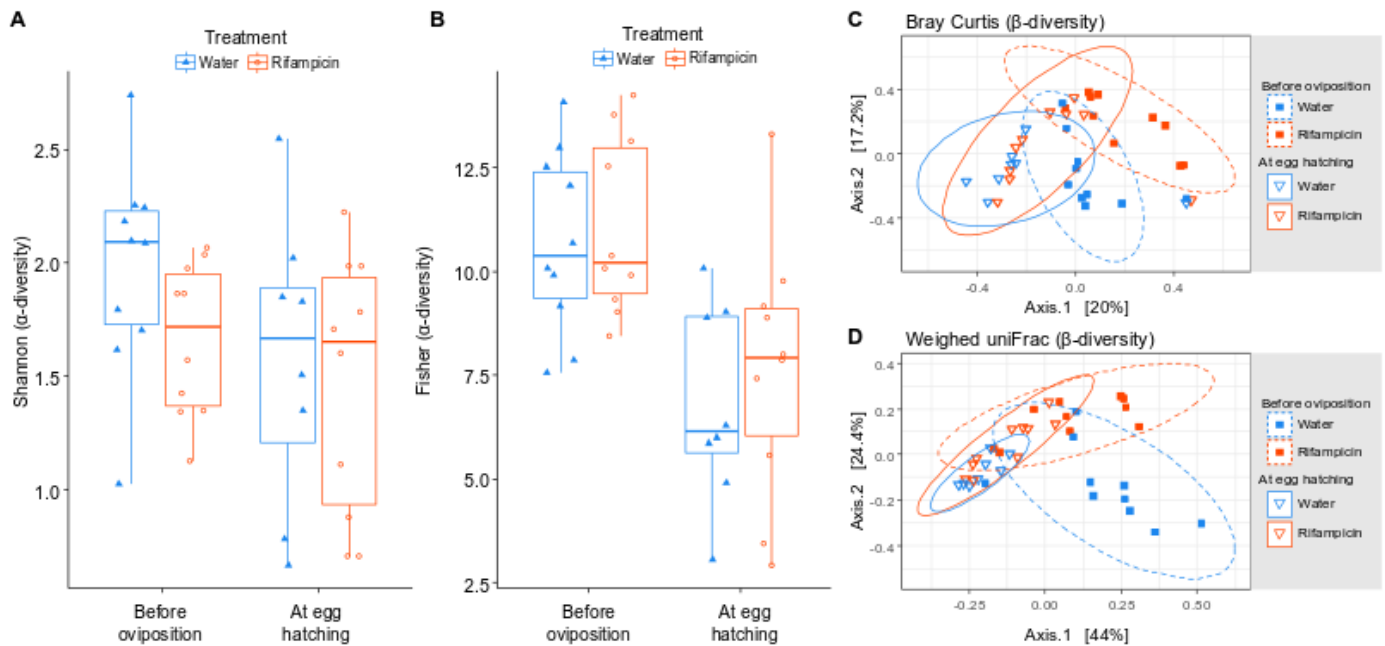 A
Treatment
Water Rifampicin
Shannon (α-diversity)
2.5
2.0
1.5
1.0
Before
oviposition
At egg
hatching
B
Treatment
Water Rifampicin
Fisher (α-diversity)
12.5
10.0
7.5
5.0
2.5
Before
oviposition
At egg
hatching
C
Bray Curtis (β-diversity)
Axis.2 [17.2%]
0.4
0.0
-0.4
-0.4 0.0 0.4
Axis.1 [20%]
Before oviposition
Water
Rifampicin
At egg hatching
Water
Rifampicin
D
Weighed uniFrac (β-diversity)
Axis.2 [24.4%]
0.4
0.2
0.0
-0.2
-0.4
-0.25 0.00 0.25 0.50
Axis.1 [44%]
Before oviposition
Water
Rifampicin
At egg hatching
Water
Rifampicin